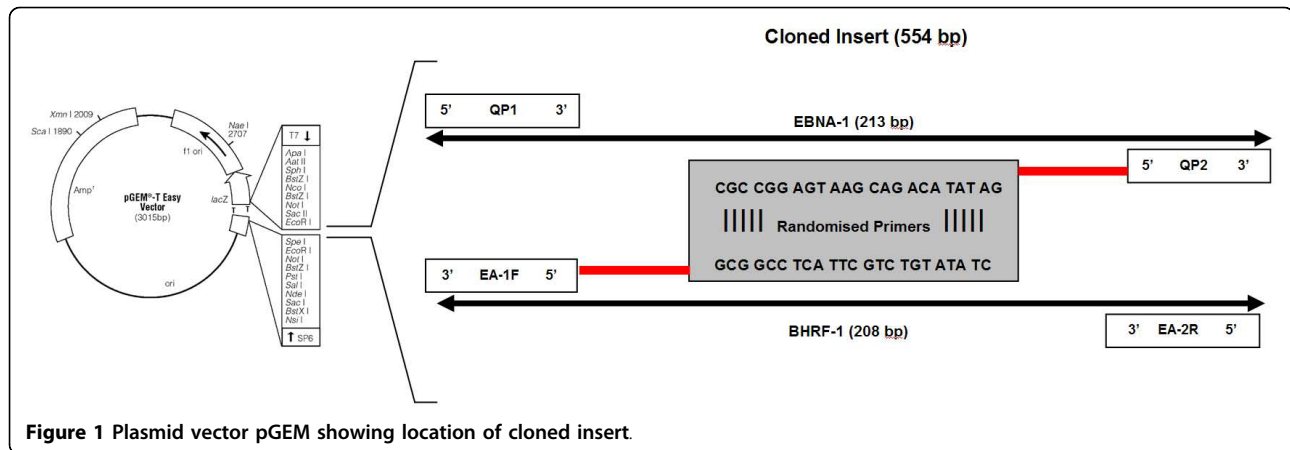 Cloned Insert (554 bp)
5' QP1 3'
EBNA-1 (213 bp)
5' QP2 3'
CGC CGG AGT AAG CAG ACA TAT AG
Randomised Primers
GCG GCC TCA TTC GTC TGT ATA TC
3' EA-1F 5'
BHRF-1 (208 bp)
3' EA-2R 5'
Xmn I 2009
Sca I 1890
Nae I
2707
f1 ori
Ampʳ
pGEM®-T Easy
Vector
(3015bp)
lacZ
T T
ori
T7 ↓
Apa I
Aat II
Sph I
BstZ I
Nco I
BstZ I
Not I
Sac II
EcoR I
Spe I
EcoR I
Not I
BstZ I
Pst I
Sal I
Nde I
Sac I
BstX I
Nsi I
↑ SP6
Figure 1 Plasmid vector pGEM showing location of cloned insert.